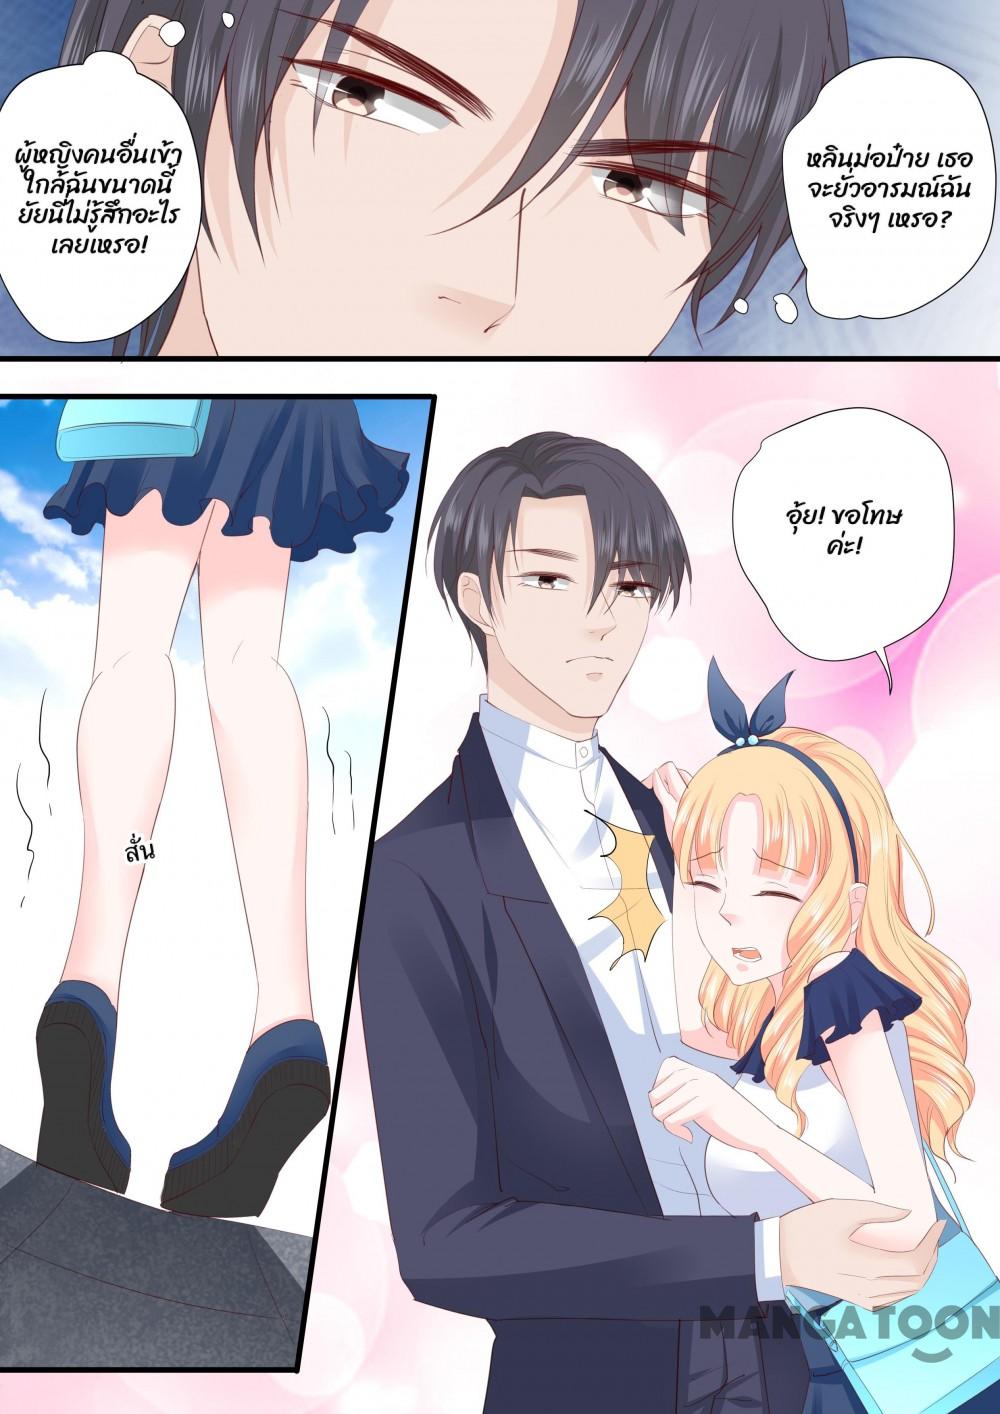 ผู้หญิงคนอื่นเข้า
ใกล้ฉันขนาดนี้
ยัยนี่ไม่รู้สึกอะไร
เลยเหรอ!
หลินม่อป๋าย เธอ
จะยั่วอารมณ์ฉัน
จริงๆ เหรอ?
อุ้ย! ขอโทษ
ค่ะ!
สั่น
MANGATOON